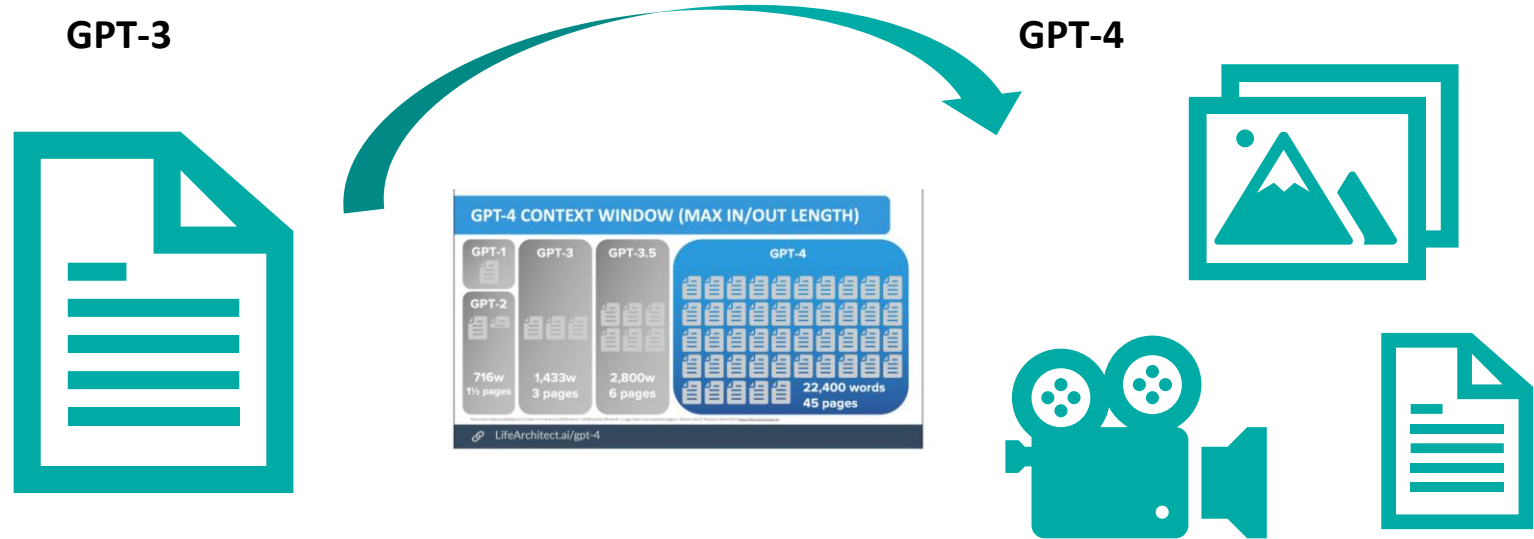 GPT-3
GPT-4
GPT-4 CONTEXT WINDOW (MAX IN/OUT LENGTH)
GPT-1
GPT-2
716w
1½ pages
GPT-3
1,433w
3 pages
GPT-3.5
2,800w
6 pages
GPT-4
22,400 words
45 pages
LifeArchitect.ai/gpt-4